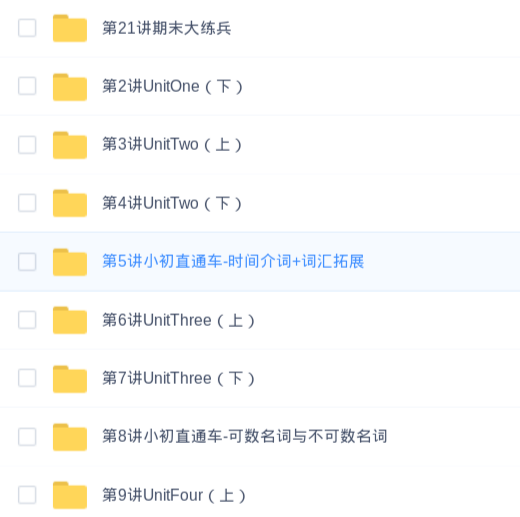 第21讲期末大练兵
第2讲UnitOne（下）
第3讲UnitTwo（上）
第4讲UnitTwo（下）
第5讲小初直通车-时间介词+词汇拓展
第6讲UnitThree（上）
第7讲UnitThree（下）
第8讲小初直通车-可数名词与不可数名词
第9讲UnitFour（上）